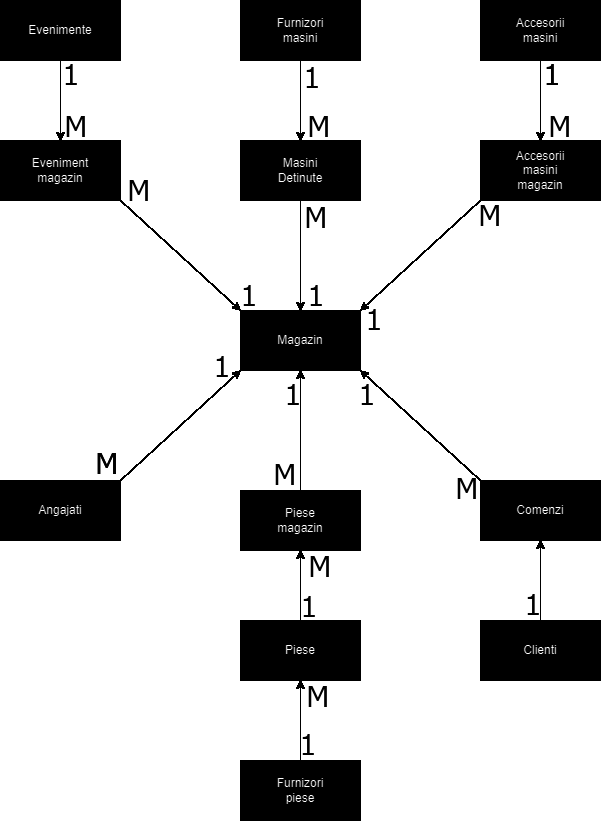 Evenimente
Furnizori
masini
Accesorii
masini
1
1
1
M
M
M
Eveniment
magazin
Masini
Detinute
Accesorii
masini
magazin
M
M
M
1
1
1
Magazin
1
1
1
M
M
M
Angajati
Piese
magazin
Comenzi
M
1
1
Piese
Clienti
M
1
Furnizori
piese